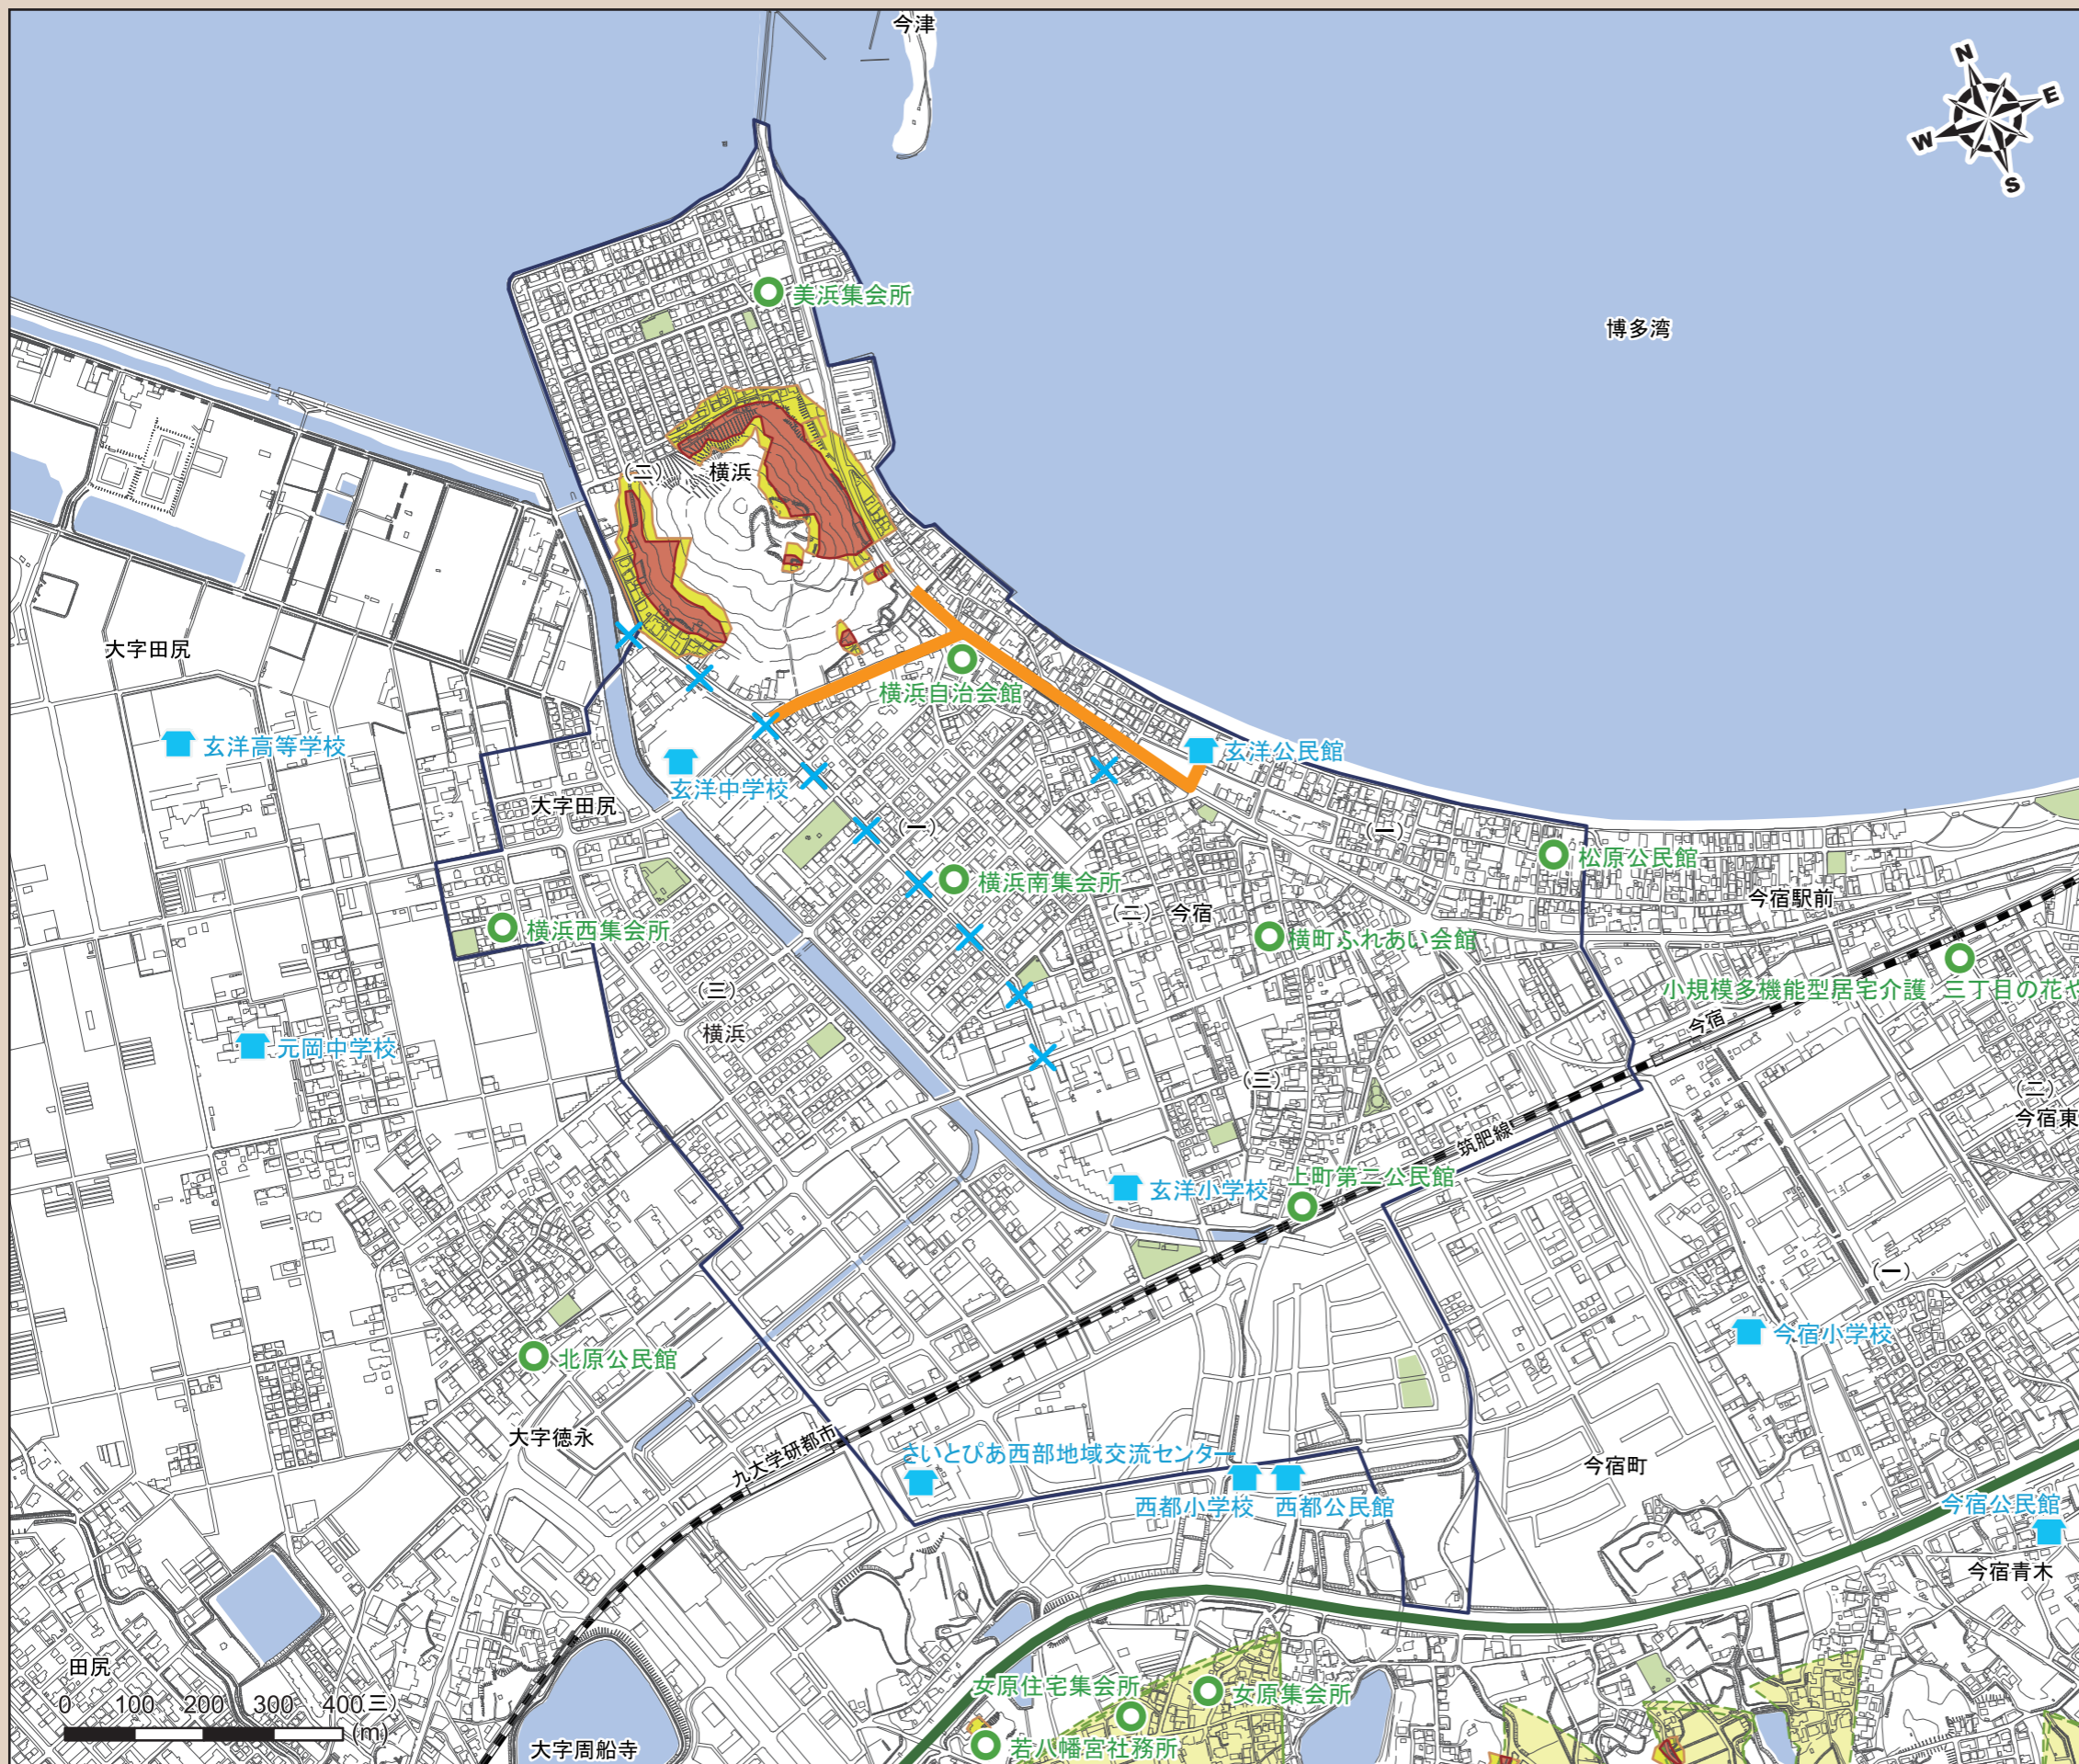 今津
N
E
W
S
美浜集会所
博多湾
(二)
横浜
大字田尻
横浜自治会館
玄洋高等学校
玄洋公民館
玄洋中学校
大字田尻
(一)
(一)
松原公民館
横浜南集会所
今宿駅前
(二) 今宿
横浜西集会所
横町ふれあい会館
(三)
小規模多機能型居宅介護 三丁目の花や
今宿
横浜
元岡中学校
(三)
(二)
今宿東
筑肥線
上町第二公民館
玄洋小学校
(一)
今宿小学校
北原公民館
大字徳永
九大学研都市
さいとぴあ西部地域交流センター
今宿町
西都小学校 西都公民館
今宿公民館
今宿青木
田尻
女原住宅集会所
女原集会所
0 100 200 300 400
(三)
(m)
大字周船寺
若八幡宮社務所